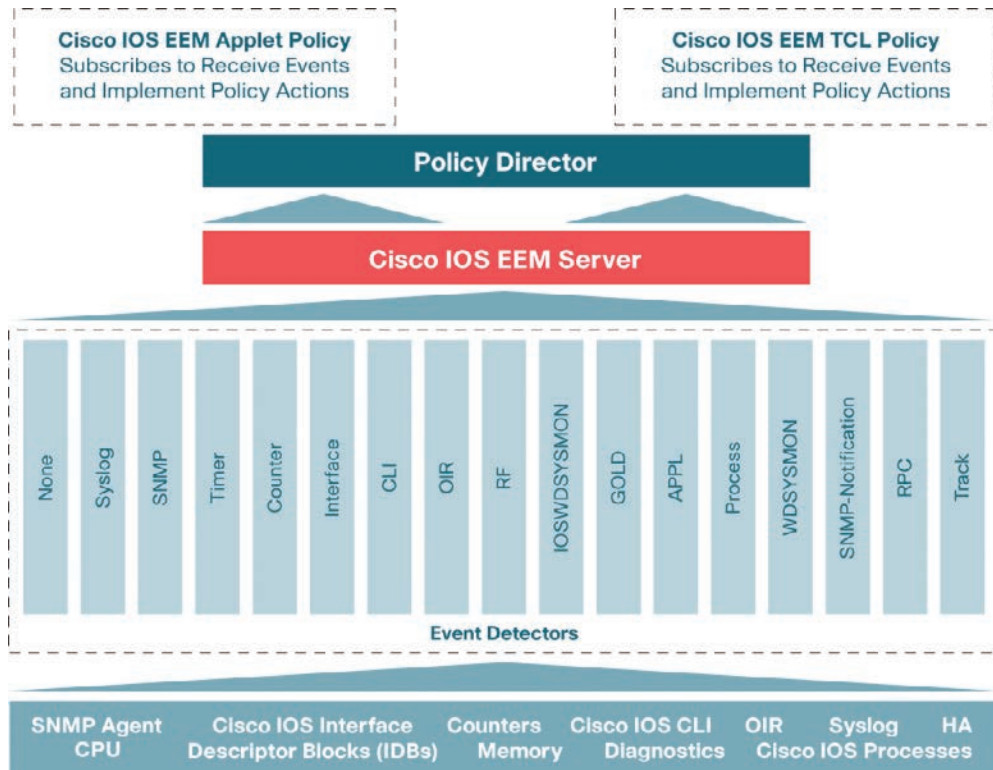 Cisco IOS EEM Applet Policy
Subscribes to Receive Events
and Implement Policy Actions
Cisco IOS EEM TCL Policy
Subscribes to Receive Events
and Implement Policy Actions
Policy Director
Cisco IOS EEM Server
None
Syslog
SNMP
Timer
Counter
Interface
CLI
OIR
RF
IOSWDSYSMON
GOLD
APPL
Process
WDSYSMON
SNMP-Notification
RPC
Track
Event Detectors
SNMP Agent Cisco IOS Interface Counters Cisco IOS CLI OIR Syslog HA
CPU Descriptor Blocks (IDBs) Memory Diagnostics Cisco IOS Processes